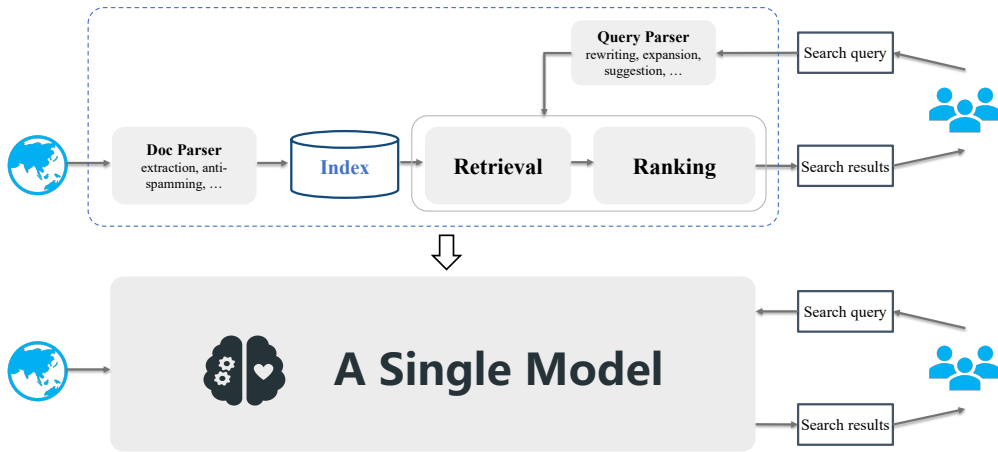 Query Parser
rewriting, expansion,
suggestion, …
Search query
Doc Parser
extraction, anti-
spamming, …
Index
Retrieval
Ranking
Search results
Search query
A Single Model
Search results